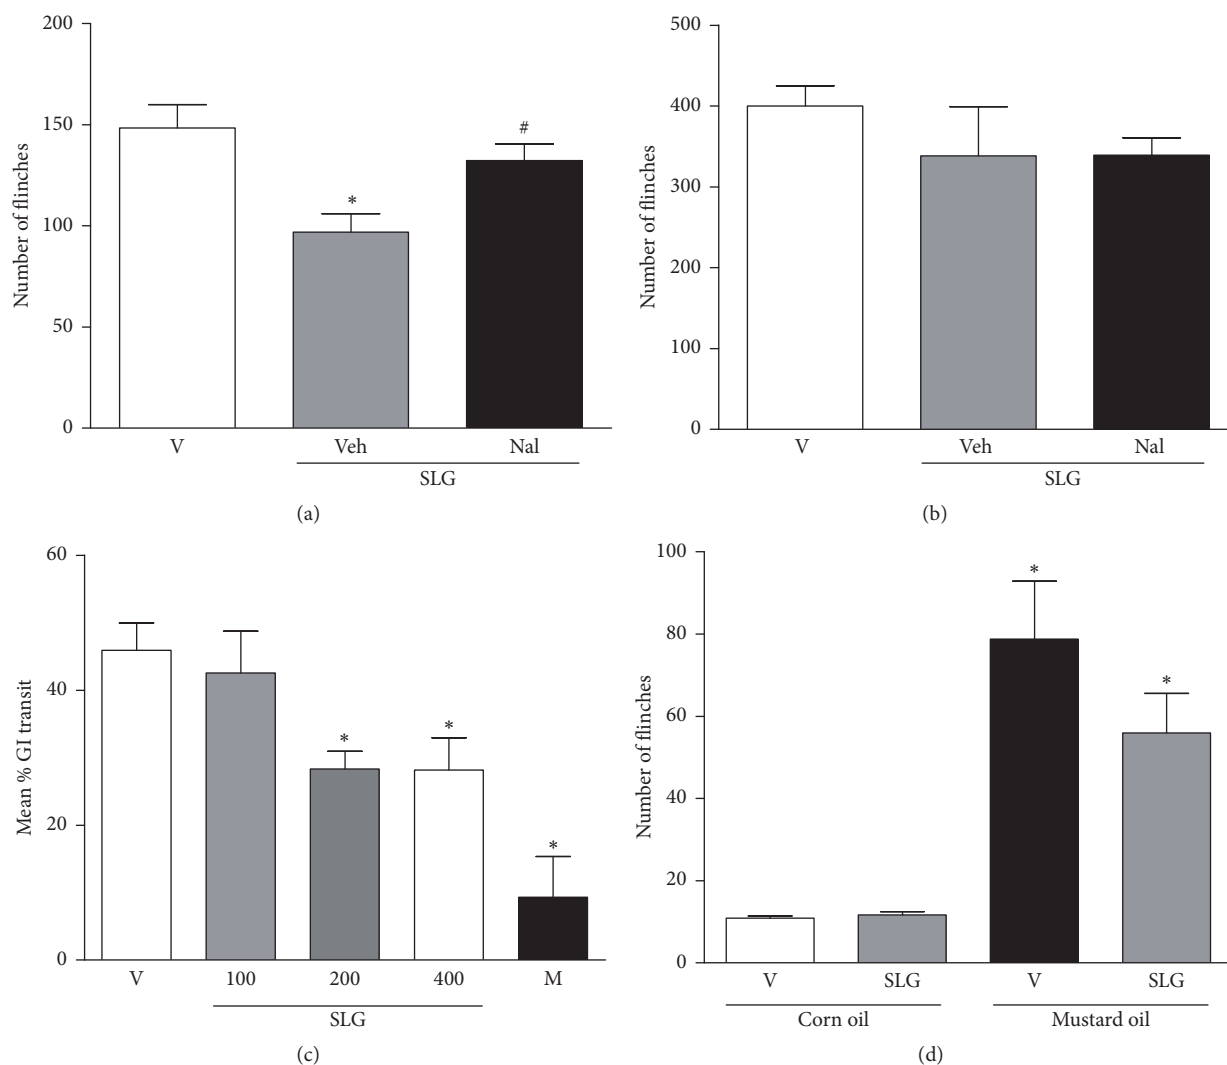 200
150
100
50
0
Number of flinches
*
#
V
Veh
Nal
SLG
(a)
500
400
300
200
100
0
Number of flinches
V
Veh
Nal
SLG
(b)
60
40
20
0
Mean % GI transit
*
*
*
V
100
200
400
M
SLG
(c)
100
80
60
40
20
0
Number of flinches
*
*
V
SLG
V
SLG
Corn oil
Mustard oil
(d)